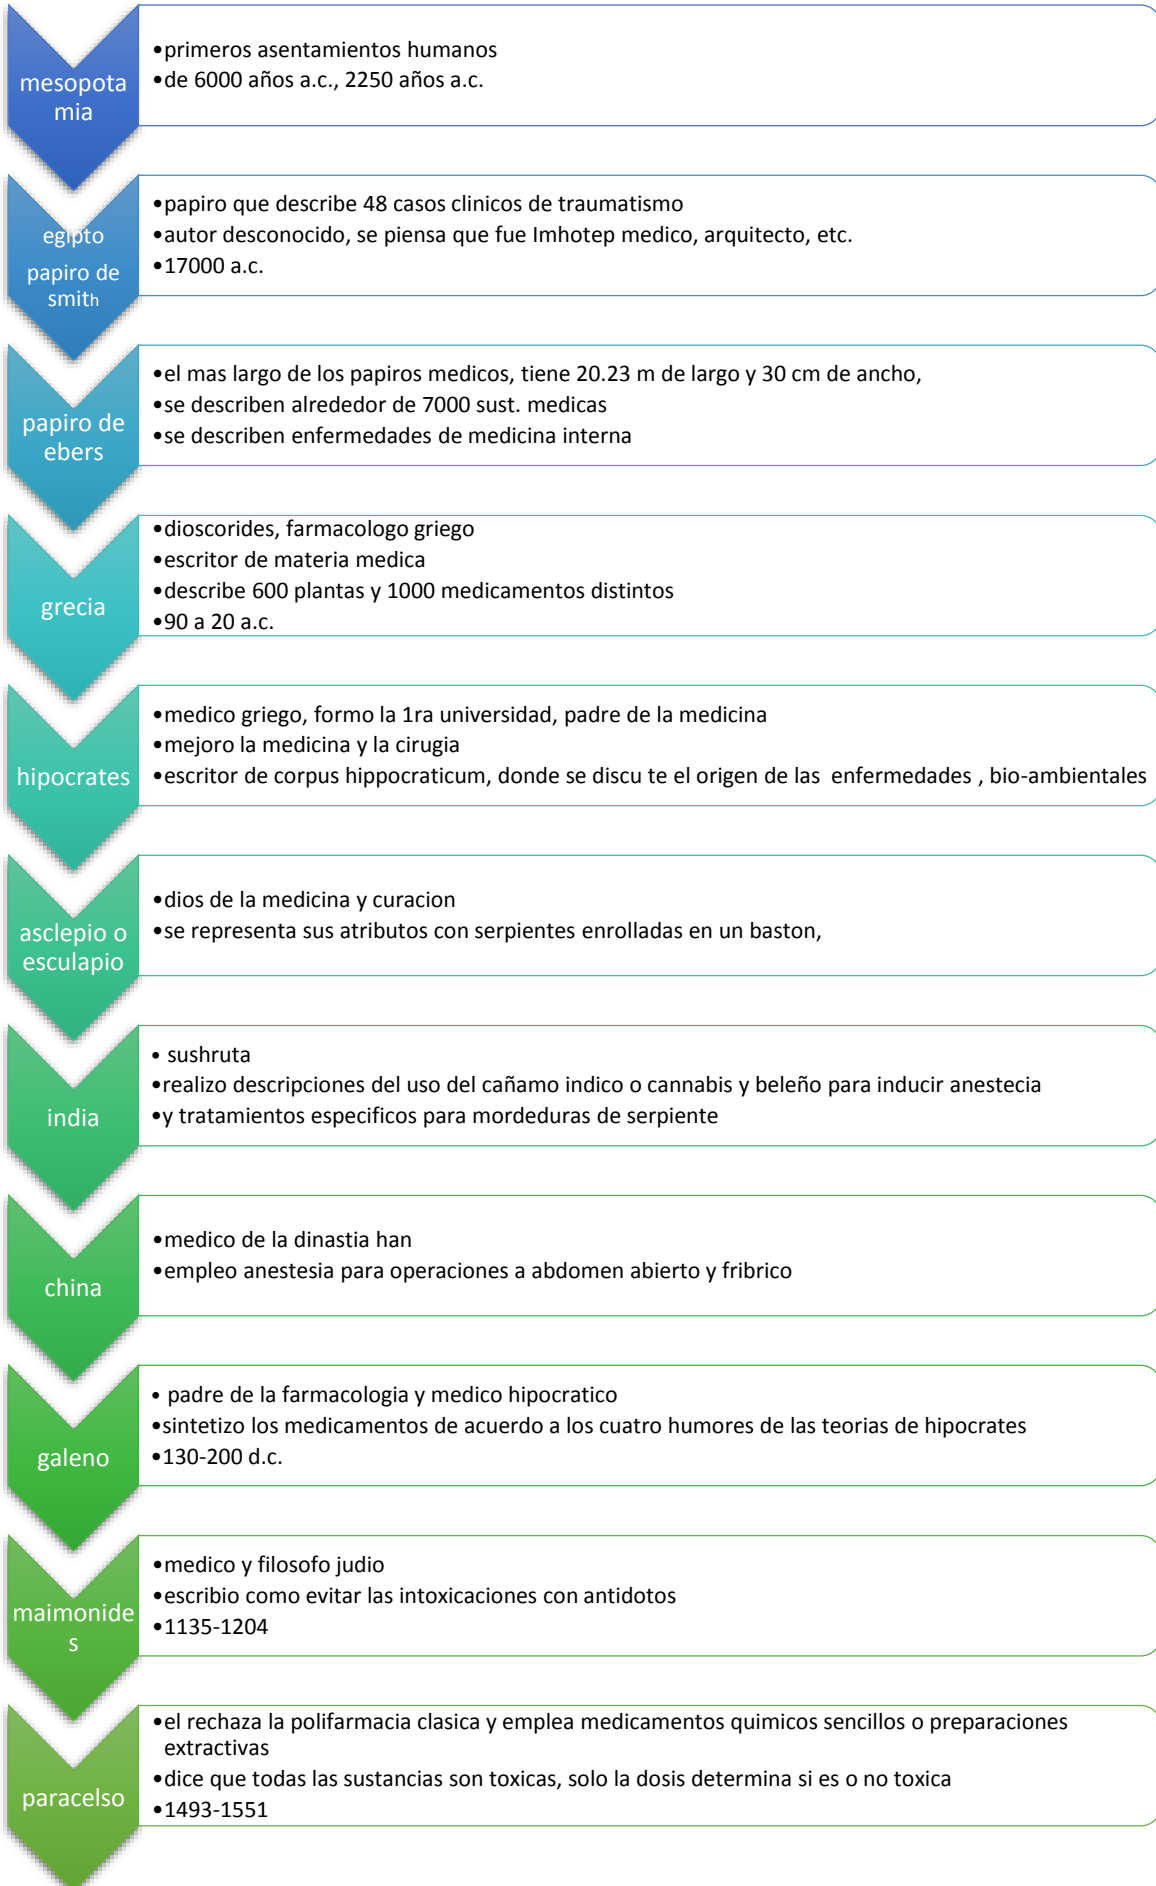 mesopota
mia
•primeros asentamientos humanos
•de 6000 años a.c., 2250 años a.c.
egipto
papiro de
smith
•papiro que describe 48 casos clinicos de traumatismo
•autor desconocido, se piensa que fue Imhotep medico, arquitecto, etc.
•17000 a.c.
papiro de
ebers
•el mas largo de los papiros medicos, tiene 20.23 m de largo y 30 cm de ancho,
•se describen alrededor de 7000 sust. medicas
•se describen enfermedades de medicina interna
grecia
•dioscorides, farmacologo griego
•escritor de materia medica
•describe 600 plantas y 1000 medicamentos distintos
•90 a 20 a.c.
hipocrates
•medico griego, formo la 1ra universidad, padre de la medicina
•mejoro la medicina y la cirugia
•escritor de corpus hippocraticum, donde se discu te el origen de las  enfermedades , bio-ambientales
asclepio o
esculapio
•dios de la medicina y curacion
•se representa sus atributos con serpientes enrolladas en un baston,
india
• sushruta
•realizo descripciones del uso del cañamo indico o cannabis y beleño para inducir anestecia
•y tratamientos especificos para mordeduras de serpiente
china
•medico de la dinastia han
•empleo anestesia para operaciones a abdomen abierto y fribrico
galeno
• padre de la farmacologia y medico hipocratico
•sintetizo los medicamentos de acuerdo a los cuatro humores de las teorias de hipocrates
•130-200 d.c.
maimonide
s
•medico y filosofo judio
•escribio como evitar las intoxicaciones con antidotos
•1135-1204
paracelso
•el rechaza la polifarmacia clasica y emplea medicamentos quimicos sencillos o preparaciones
extractivas
•dice que todas las sustancias son toxicas, solo la dosis determina si es o no toxica
•1493-1551